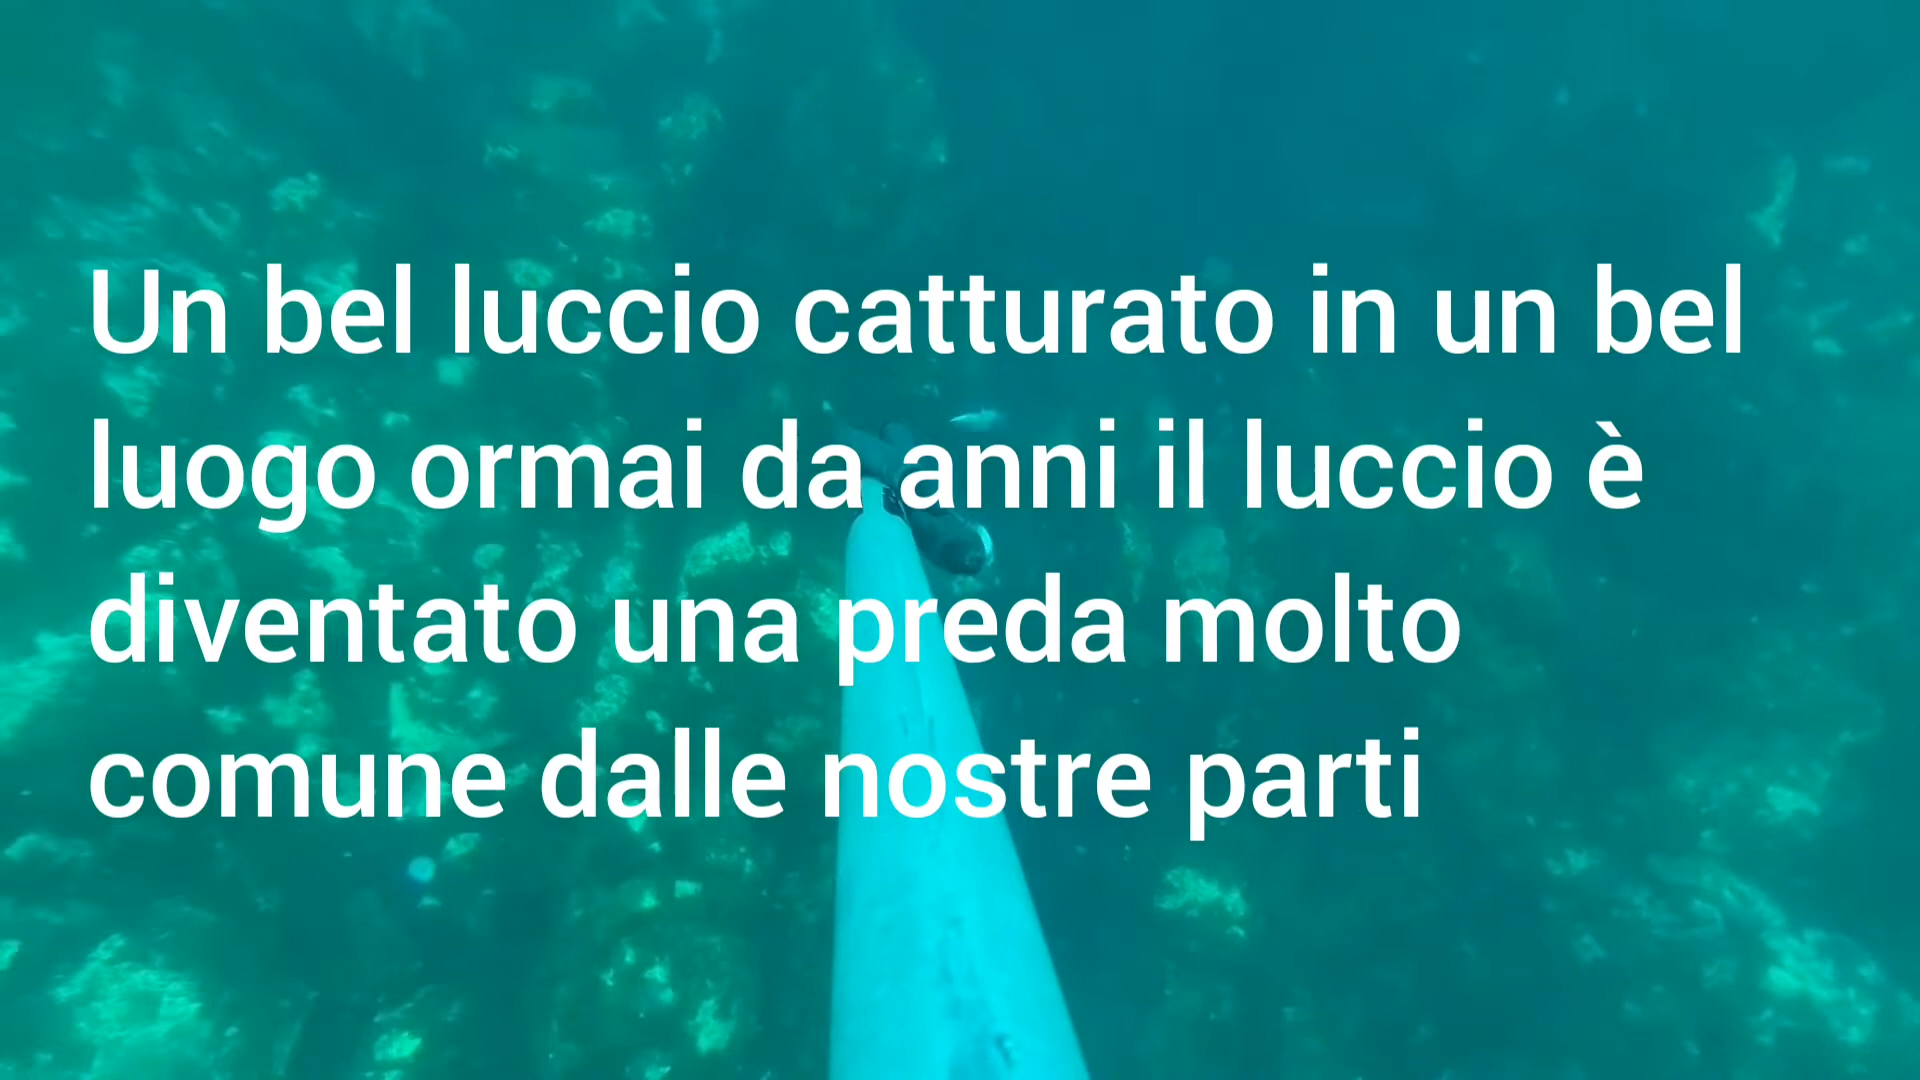 Un bel luccio catturato in un bel
luogo ormai da anni il luccio è
diventato una preda molto
comune dalle nostre parti